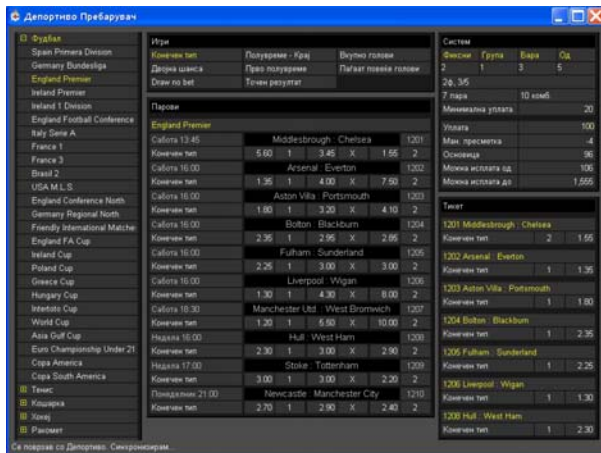 Депортиво Пребарувач
Фудбал
Spain Primera Division
Germany Bundesliga
England Premier
Ireland Premier
Ireland 1 Division
England Football Conference
Italy Serie A
France 1
France 3
Brasil 2
USA M.L.S.
England Conference North
Germany Regional North
Friendly International Matche
England FA Cup
Ireland Cup
Poland Cup
Greece Cup
Hungary Cup
Intertoto Cup
World Cup
Asia Gulf Cup
Euro Championship Under 21
Copa America
Copa South America
Тенис
Кошарка
Хокеј
Ракомет
Се поврзав со Депортиво. Синхронизирам.
Игри
Конечен тип Полувреме - Крај Вкупно голови
Двојна шанса Прво полувреме Паѓаат повеќе голови
Draw no bet Точен резултат
Парови
England Premier
Сабота 13:45 Middlesbrough : Chelsea 1201
Конечен тип 5.60 1 3.45 X 1.55 2
Сабота 16:00 Arsenal : Everton 1202
Конечен тип 1.35 1 4.00 X 7.50 2
Сабота 16:00 Aston Villa : Portsmouth 1203
Конечен тип 1.80 1 3.20 X 4.10 2
Сабота 16:00 Bolton : Blackburn 1204
Конечен тип 2.35 1 2.95 X 2.85 2
Сабота 16:00 Fulham : Sunderland 1205
Конечен тип 2.25 1 3.00 X 3.00 2
Сабота 16:00 Liverpool : Wigan 1206
Конечен тип 1.30 1 4.30 X 8.00 2
Сабота 18:30 Manchester Utd : West Bromwich 1207
Конечен тип 1.20 1 5.50 X 10.00 2
Недела 16:00 Hull : West Ham 1208
Конечен тип 2.30 1 3.00 X 2.90 2
Недела 17:00 Stoke : Tottenham 1209
Конечен тип 3.00 1 3.00 X 2.20 2
Понеделник 21:00 Newcastle : Manchester City 1210
Конечен тип 2.70 1 2.90 X 2.40 2
Систем
Фиксни Група Бара Од
2 1 3 5
2ф, 3/5
7 пара 10 комб.
Минимална уплата 20
Уплата 100
Ман. пресметка -4
Основица 96
Можна исплата од 106
Можна исплата до 1,555
Тикет
1201 Middlesbrough : Chelsea
Конечен тип 2 1.55
1202 Arsenal : Everton
Конечен тип 1 1.35
1203 Aston Villa : Portsmouth
Конечен тип 1 1.80
1204 Bolton : Blackburn
Конечен тип 1 2.35
1205 Fulham : Sunderland
Конечен тип 1 2.25
1206 Liverpool : Wigan
Конечен тип 1 1.30
1208 Hull : West Ham
Конечен тип 1 2.30